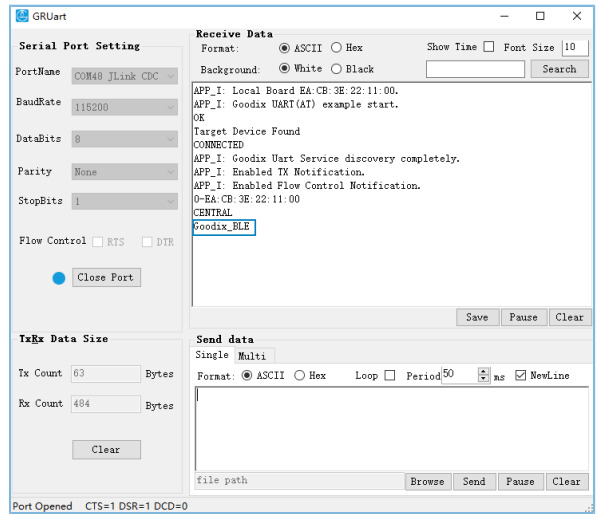 GRUart
Serial Port Setting
PortName COM48 JLink CDC
BaudRate 115200
DataBits 8
Parity None
StopBits 1
Flow Control RTS DTR
Close Port
Receive Data
Format: ASCII Hex Show Time Font Size 10
Background: White Black Search
APP_I: Local Board EA:CB:3E:22:11:00.
APP_I: Goodix UART(AT) example start.
OK
Target Device Found
CONNECTED
APP_I: Goodix Uart Service discovery completely.
APP_I: Enabled TX Notification.
APP_I: Enabled Flow Control Notification.
0-EA:CB:3E:22:11:00
CENTRAL
Goodix_BLE
Save Pause Clear
TxRx Data Size
Tx Count 63 Bytes
Rx Count 484 Bytes
Clear
Send data
Single Multi
Format: ASCII Hex Loop Period 50 ms NewLine
file path Browse Send Pause Clear
Port Opened CTS=1 DSR=1 DCD=0